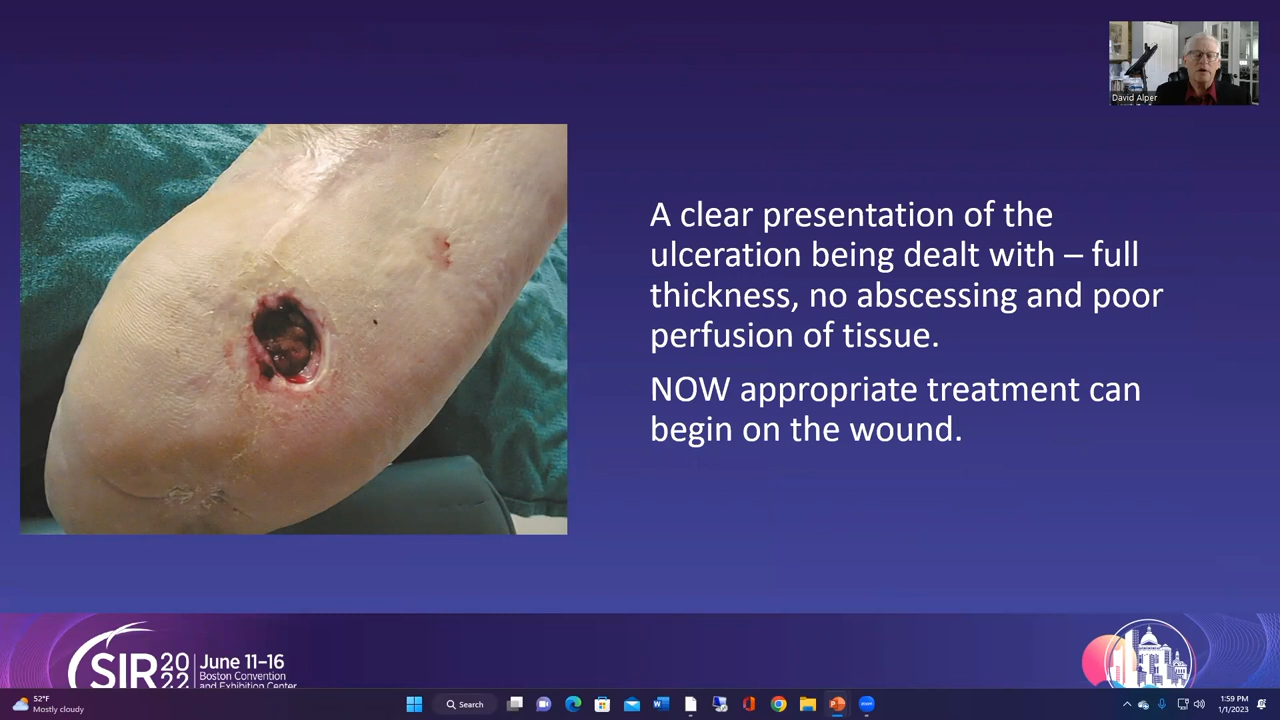 David Alper
A clear presentation of the
ulceration being dealt with – full
thickness, no abscessing and poor
perfusion of tissue.
NOW appropriate treatment can
begin on the wound.
SIR 2022
June 11–16
Boston Convention
and Exhibition Center
52°F
Mostly cloudy
Search
1:59 PM
1/1/2023